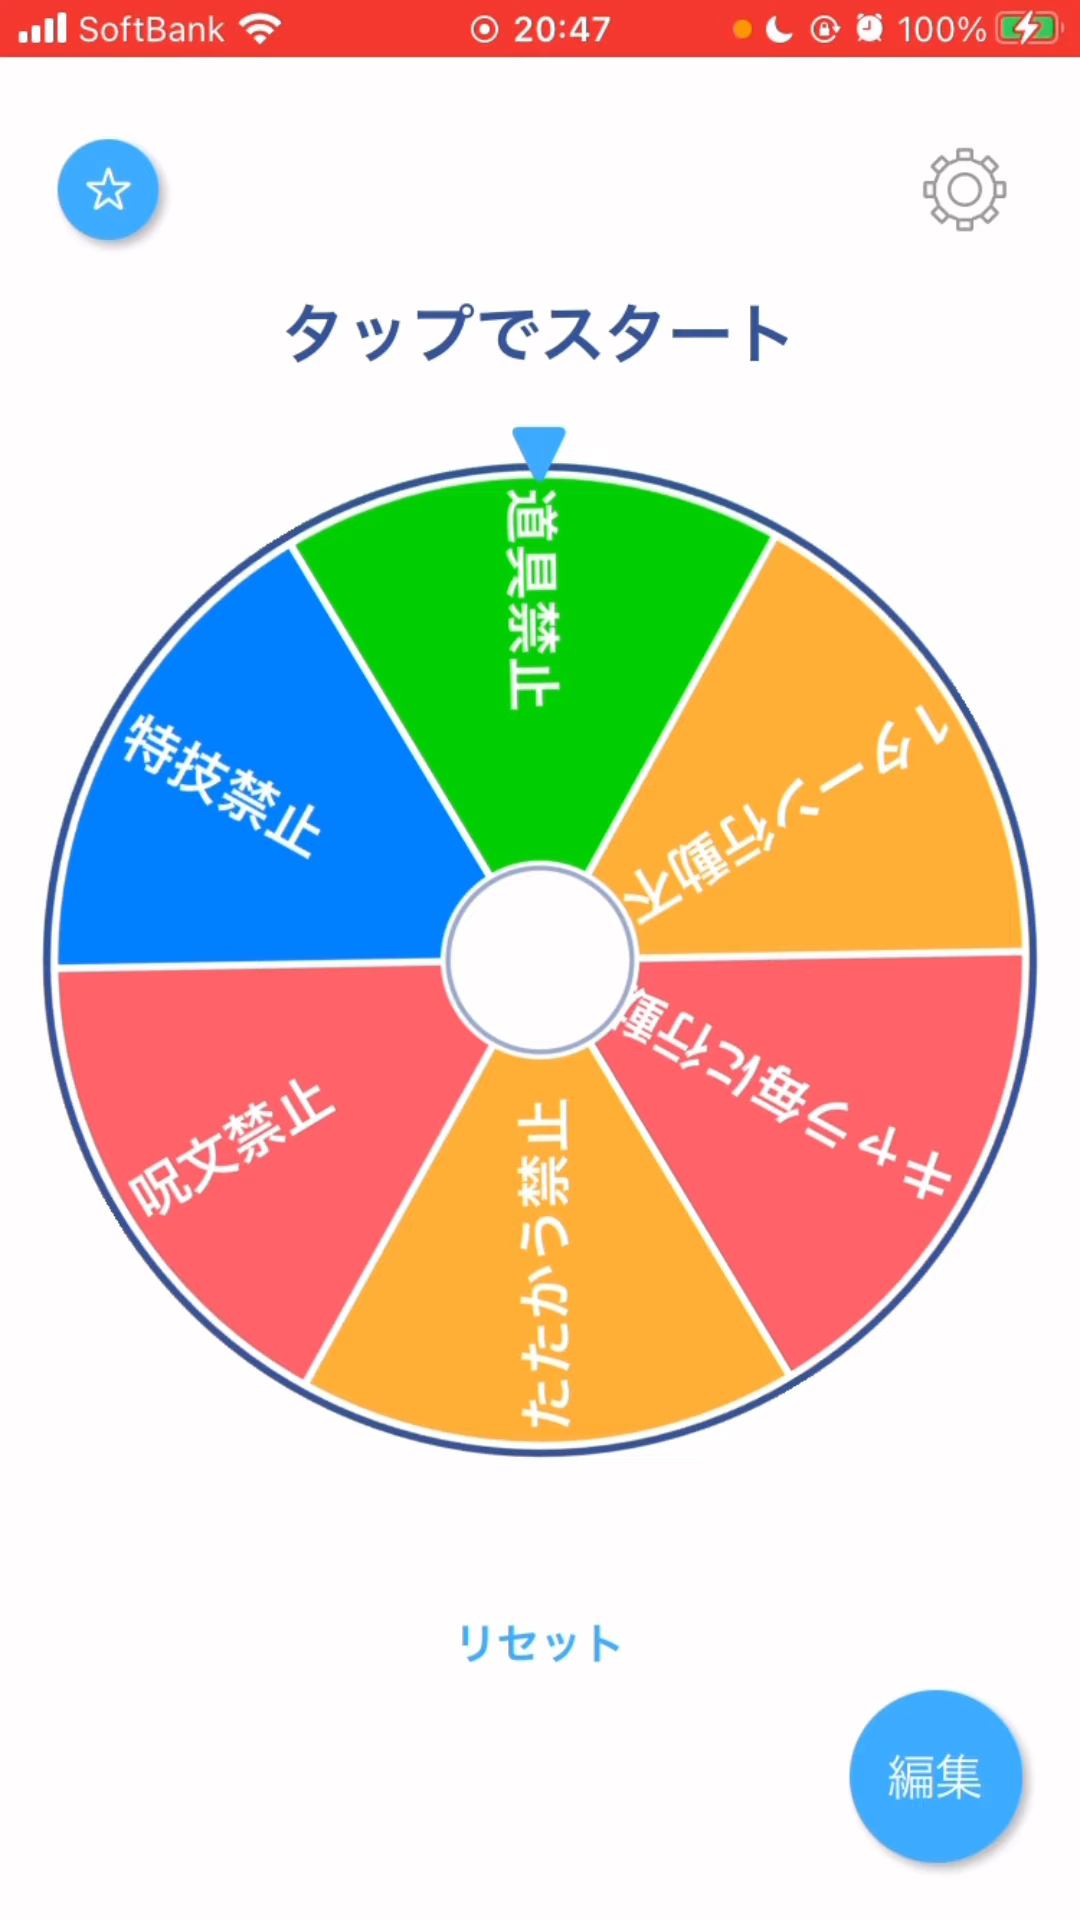 SoftBank 20:47 100%
タップでスタート
道具禁止
1ターン行動不
キャラ毎に行動
たたかう禁止
呪文禁止
特技禁止
リセット
編集